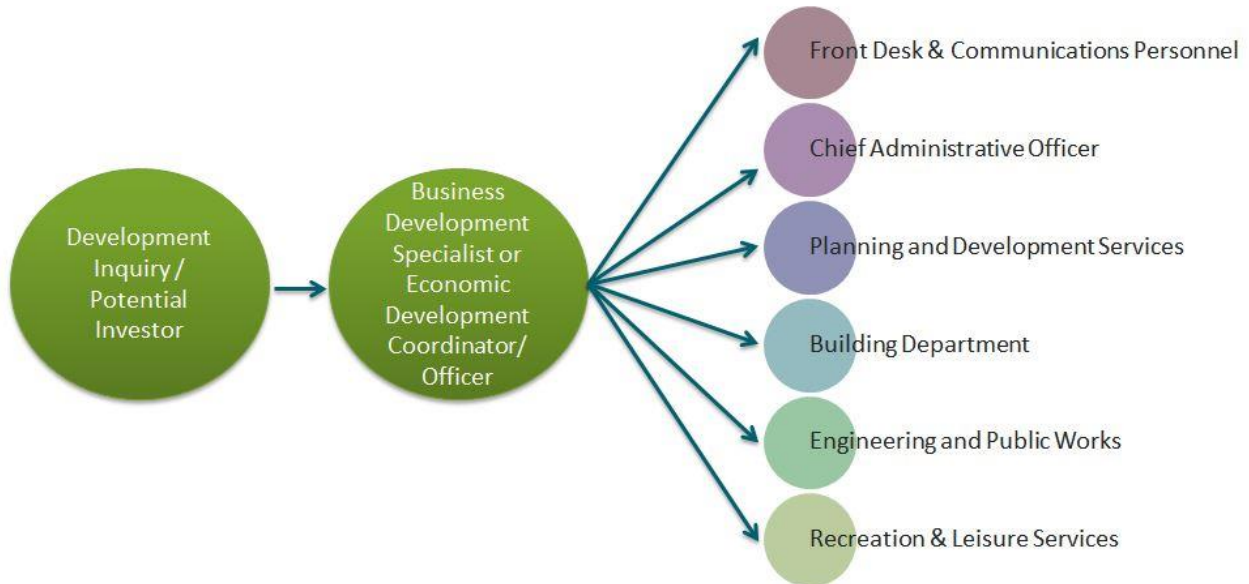 Development
Inquiry /
Potential
Investor
Business
Development
Specialist or
Economic
Development
Coordinator/
Officer
Front Desk & Communications Personnel
Chief Administrative Officer
Planning and Development Services
Building Department
Engineering and Public Works
Recreation & Leisure Services